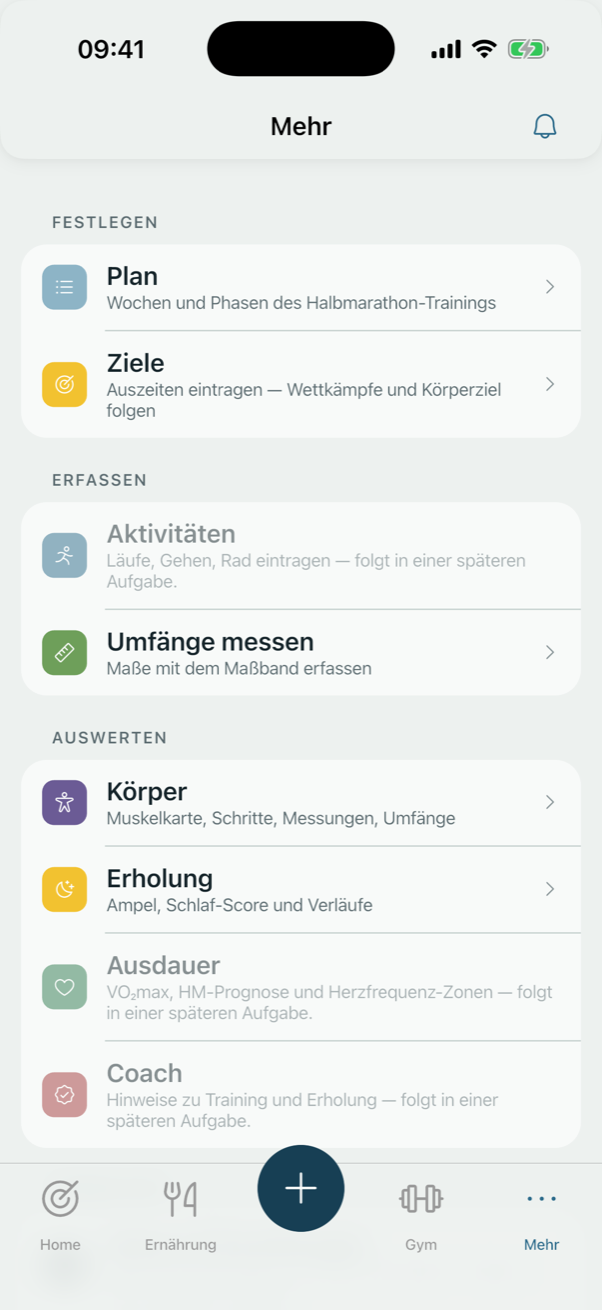 09:41
Mehr
FESTLEGEN
Plan
Wochen und Phasen des Halbmarathon-Trainings
Ziele
Auszeiten eintragen — Wettkämpfe und Körperziel
folgen
ERFASSEN
Aktivitäten
Läufe, Gehen, Rad eintragen — folgt in einer späteren
Aufgabe.
Umfänge messen
Maße mit dem Maßband erfassen
AUSWERTEN
Körper
Muskelkarte, Schritte, Messungen, Umfänge
Erholung
Ampel, Schlaf-Score und Verläufe
Ausdauer
VO₂max, HM-Prognose und Herzfrequenz-Zonen — folgt
in einer späteren Aufgabe.
Coach
Hinweise zu Training und Erholung — folgt in einer
späteren Aufgabe.
Home
Ernährung
Gym
Mehr